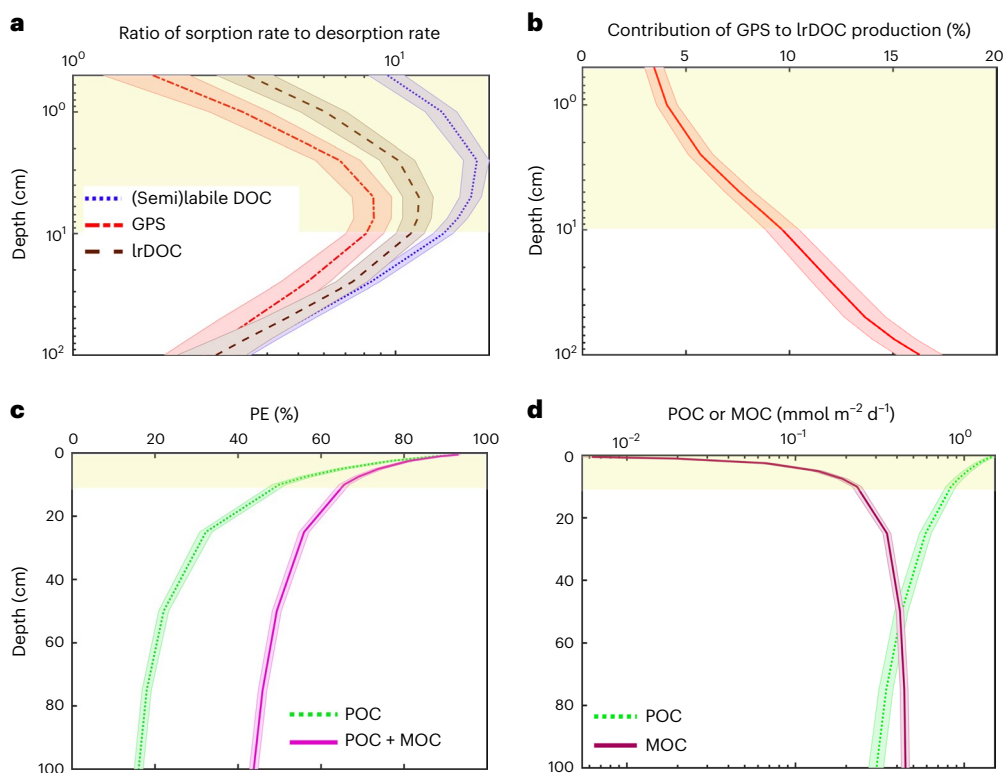 a
Ratio of sorption rate to desorption rate
10⁰ 10¹
Depth (cm)
10⁰
10¹
10²
(Semi)labile DOC
GPS
lrDOC
b
Contribution of GPS to lrDOC production (%)
0 5 10 15 20
Depth (cm)
10⁰
10¹
10²
c
PE (%)
0 20 40 60 80 100
Depth (cm)
0
20
40
60
80
100
POC
POC + MOC
d
POC or MOC (mmol m⁻² d⁻¹)
10⁻² 10⁻¹ 10⁰
0
20
40
60
80
100
POC
MOC